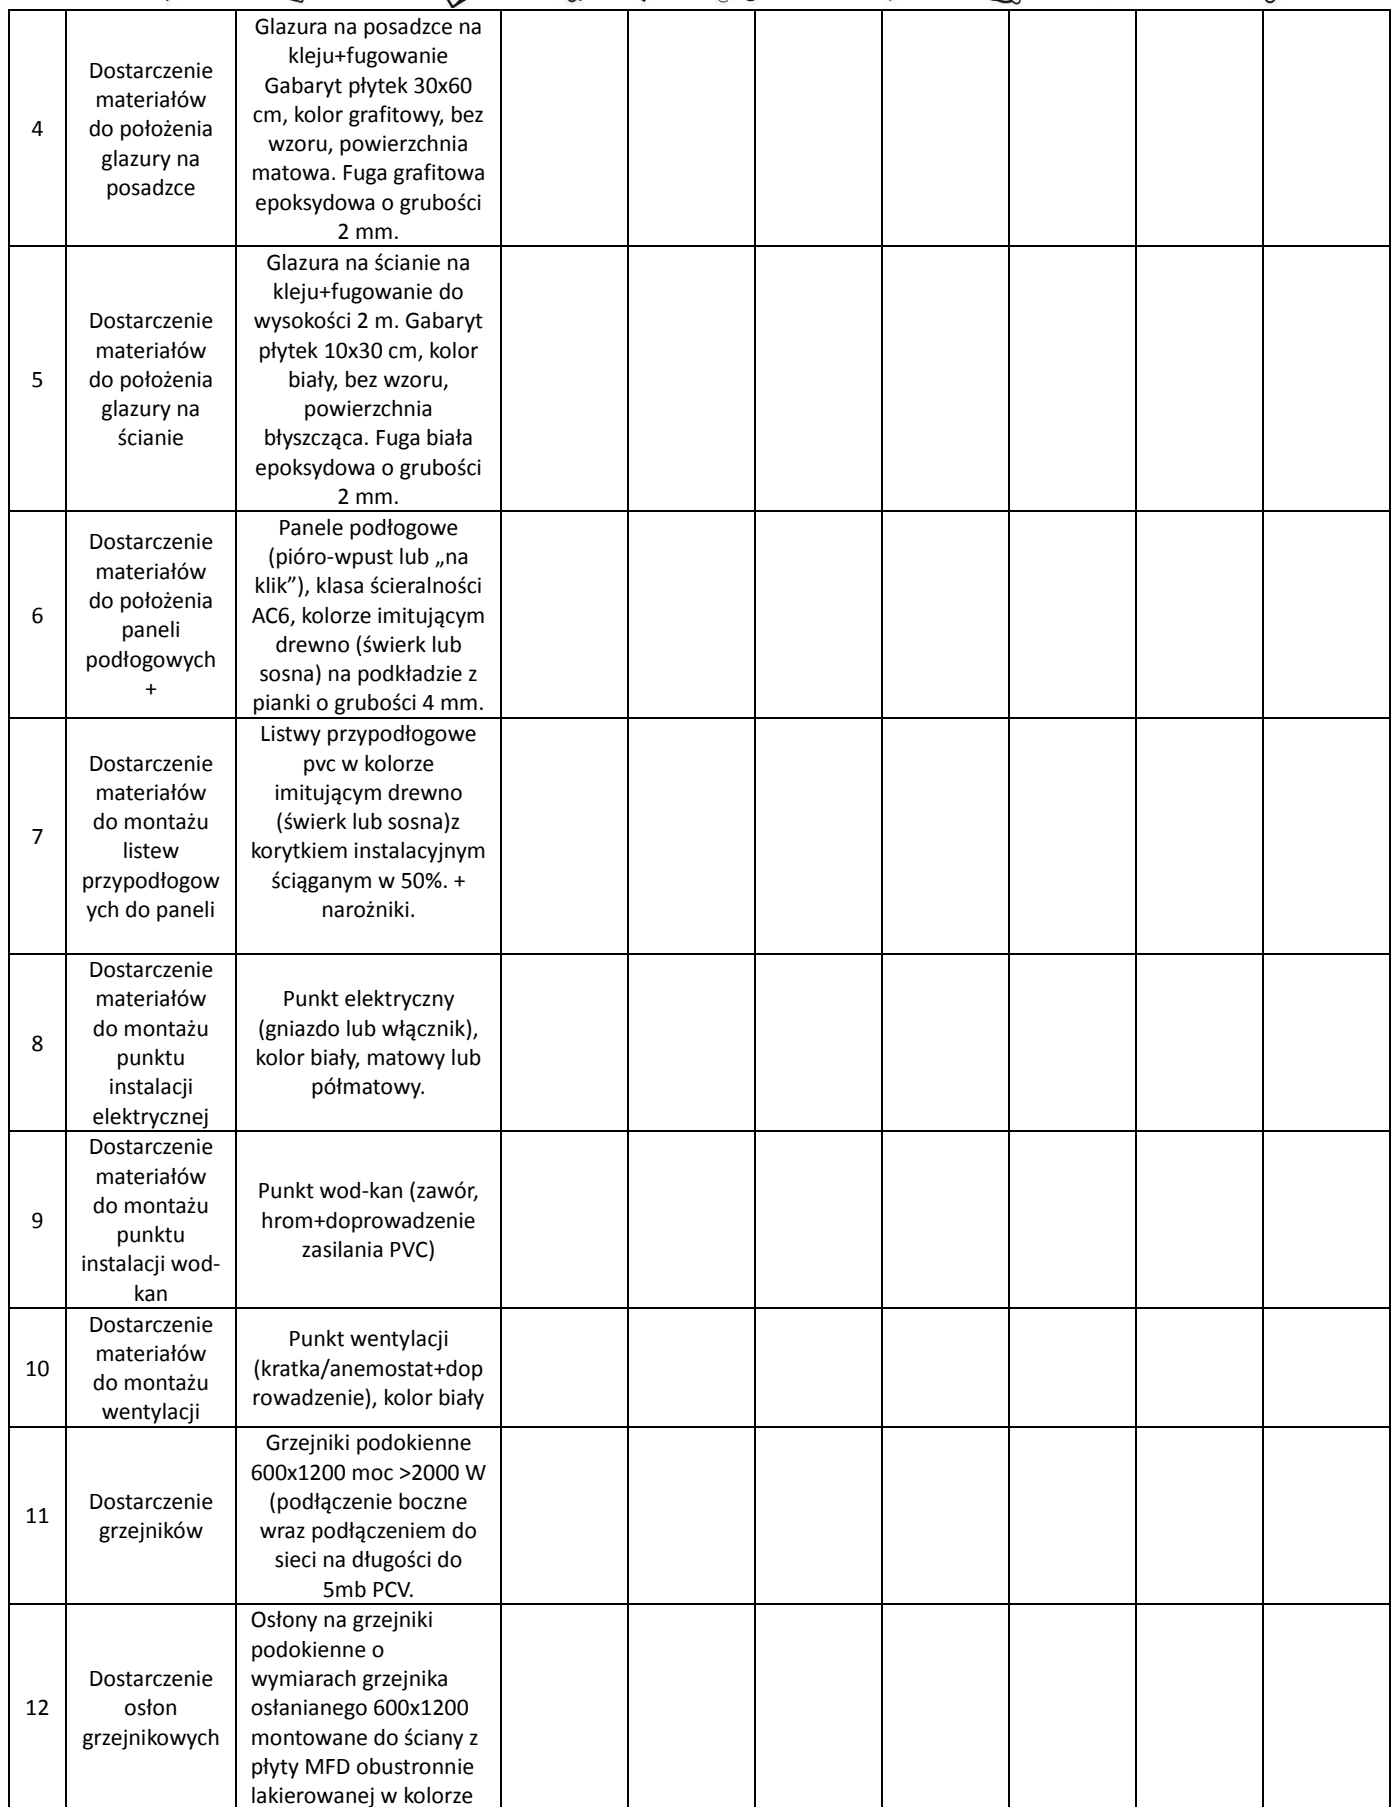 4
Dostarczenie
materiałów
do położenia
glazury na
posadzce
Glazura na posadzce na
kleju+fugowanie
Gabaryt płytek 30x60
cm, kolor grafitowy, bez
wzoru, powierzchnia
matowa. Fuga grafitowa
epoksydowa o grubości
2 mm.
5
Dostarczenie
materiałów
do położenia
glazury na
ścianie
Glazura na ścianie na
kleju+fugowanie do
wysokości 2 m. Gabaryt
płytek 10x30 cm, kolor
biały, bez wzoru,
powierzchnia
błyszcząca. Fuga biała
epoksydowa o grubości
2 mm.
6
Dostarczenie
materiałów
do położenia
paneli
podłogowych
+
Panele podłogowe
(pióro-wpust lub „na
klik”), klasa ścieralności
AC6, kolorze imitującym
drewno (świerk lub
sosna) na podkładzie z
pianki o grubości 4 mm.
7
Dostarczenie
materiałów
do montażu
listew
przypodłogow
ych do paneli
Listwy przypodłogowe
pvc w kolorze
imitującym drewno
(świerk lub sosna)z
korytkiem instalacyjnym
ściąganym w 50%. +
narożniki.
8
Dostarczenie
materiałów
do montażu
punktu
instalacji
elektrycznej
Punkt elektryczny
(gniazdo lub włącznik),
kolor biały, matowy lub
półmatowy.
9
Dostarczenie
materiałów
do montażu
punktu
instalacji wod-
kan
Punkt wod-kan (zawór,
hrom+doprowadzenie
zasilania PVC)
10
Dostarczenie
materiałów
do montażu
wentylacji
Punkt wentylacji
(kratka/anemostat+dop
rowadzenie), kolor biały
11
Dostarczenie
grzejników
Grzejniki podokienne
600x1200 moc >2000 W
(podłączenie boczne
wraz podłączeniem do
sieci na długości do
5mb PCV.
12
Dostarczenie
osłon
grzejnikowych
Osłony na grzejniki
podokienne o
wymiarach grzejnika
osłanianego 600x1200
montowane do ściany z
płyty MFD obustronnie
lakierowanej w kolorze